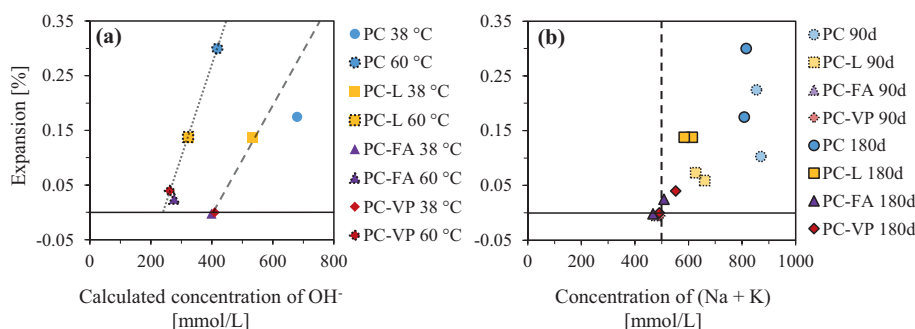 (a)
Expansion [%]
0.35
0.25
0.15
0.05
-0.05
0
200
400
600
800
Calculated concentration of OH-
[mmol/L]
PC 38 °C
PC 60 °C
PC-L 38 °C
PC-L 60 °C
PC-FA 38 °C
PC-FA 60 °C
PC-VP 38 °C
PC-VP 60 °C
(b)
0.35
0.25
0.15
0.05
-0.05
0
200
400
600
800
1000
Concentration of (Na + K)
[mmol/L]
PC 90d
PC-L 90d
PC-FA 90d
PC-VP 90d
PC 180d
PC-L 180d
PC-FA 180d
PC-VP 180d